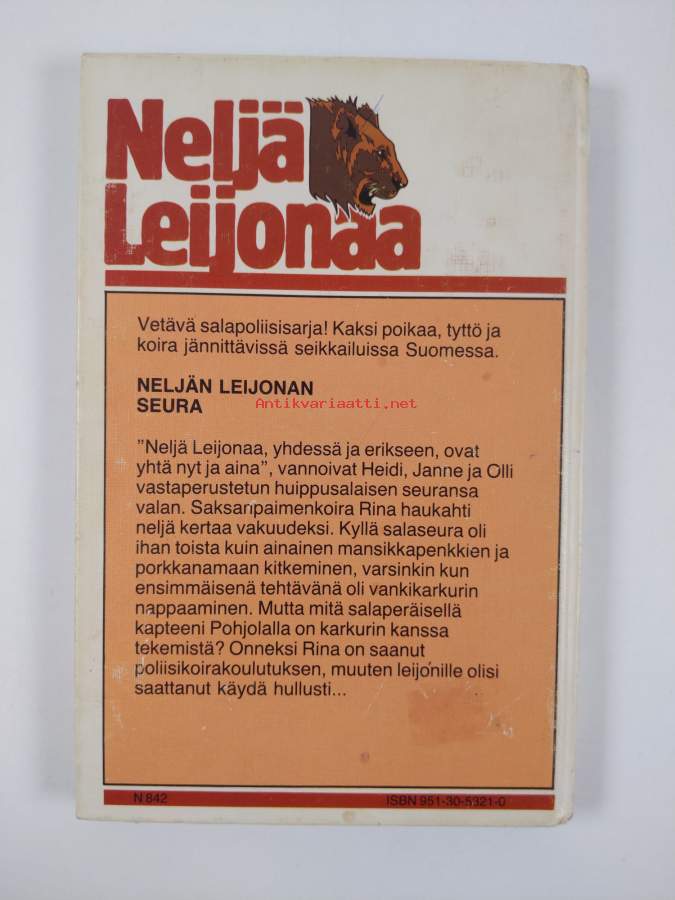 Neljä
Leijonaa
Vetävä salapoliisisarja! Kaksi poikaa, tyttö ja
koira jännittävissä seikkailuissa Suomessa.
NELJÄN LEIJONAN
SEURA
Antikvariaatti.net
"Neljä Leijonaa, yhdessä ja erikseen, ovat
yhtä nyt ja aina", vannoivat Heidi, Janne ja Olli
vastaperustetun huippusalaisen seuransa
valan. Saksanpaimenkoira Rina haukahti
neljä kertaa vakuudeksi. Kyllä salaseura oli
ihan toista kuin ainainen mansikkapenkkien ja
porkkanamaan kitkeminen, varsinkin kun
ensimmäisenä tehtävänä oli vankikarkurin
nappaaminen. Mutta mitä salaperäisellä
kapteeni Pohjolalla on karkurin kanssa
tekemistä? Onneksi Rina on saanut
poliisikoirakoulutuksen, muuten leijonille olisi
saattanut käydä hullusti...
N 842
ISBN 951-30-5321-0